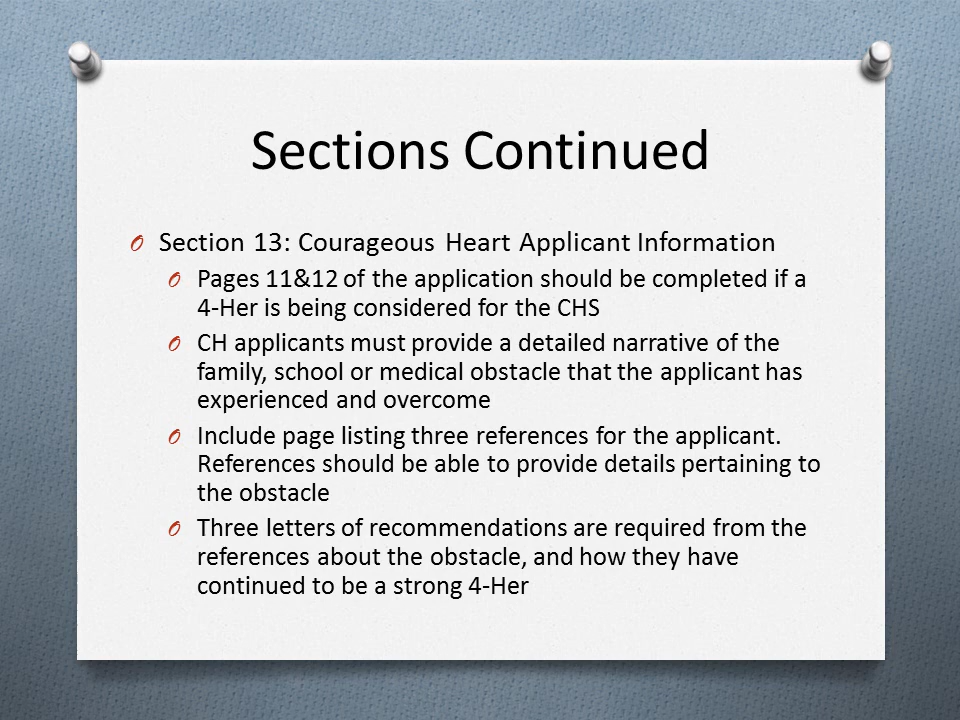 Sections Continued
Section 13: Courageous Heart Applicant Information
Pages 11&12 of the application should be completed if a
4-Her is being considered for the CHS
CH applicants must provide a detailed narrative of the
family, school or medical obstacle that the applicant has
experienced and overcome
Include page listing three references for the applicant.
References should be able to provide details pertaining to
the obstacle
Three letters of recommendations are required from the
references about the obstacle, and how they have
continued to be a strong 4-Her